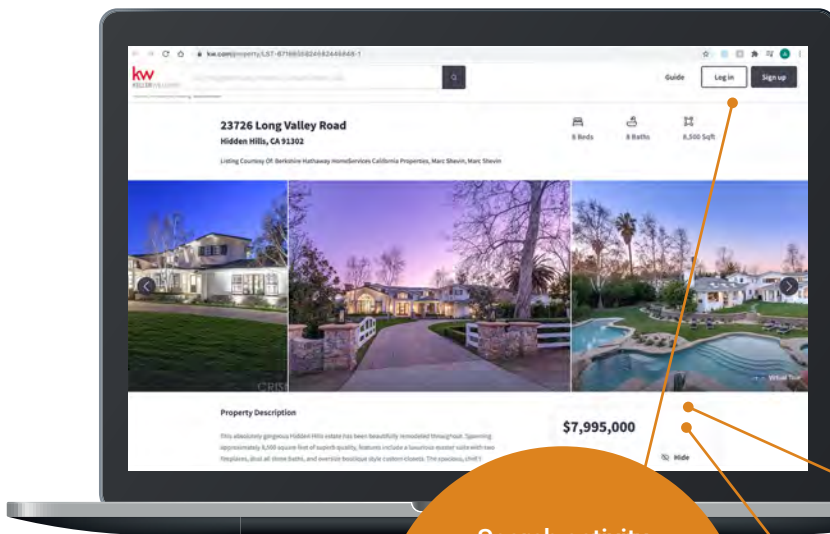 kw.com/property/LST-6716656824682446848-1
kw
KELLER WILLIAMS
Guide
Log in
Sign up
23726 Long Valley Road
Hidden Hills, CA 91302
8 Beds
8 Baths
8,500 Sqft
Listing Courtesy Of: Berkshire Hathaway HomeServices California Properties, Marc Shevin, Marc Shevin
Virtual Tour
Property Description
This absolutely gorgeous Hidden Hills estate has been beautifully remodeled throughout. Spanning
approximately 8,500 square feet of superb quality, features include a luxurious master suite with two
fireplaces, dual all stone baths, and oversize boutique style custom closets. The spacious, chef's
$7,995,000
Hide